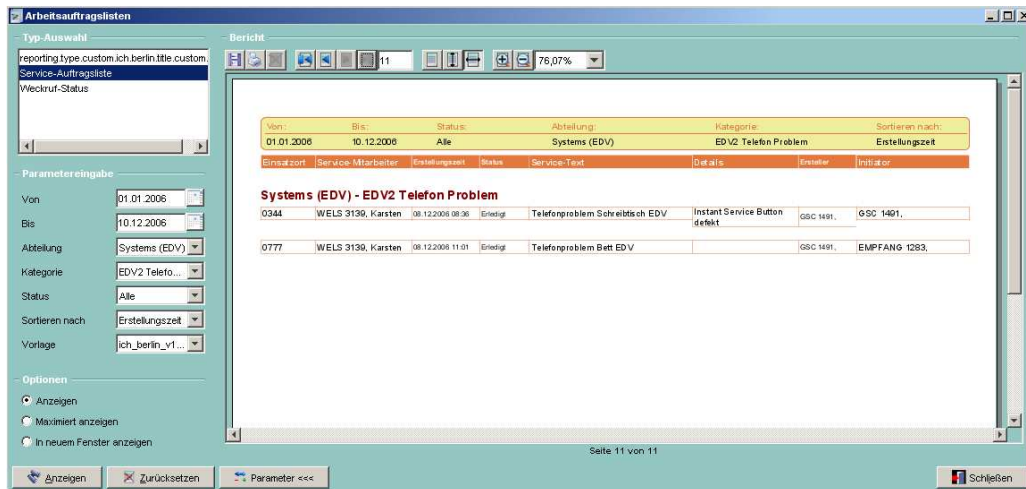 Arbeitsauftragslisten
Typ-Auswahl
reporting.type.custom.ich.berlin.title.custom.
Service-Auftragsliste
Weckruf-Status
Parametereingabe
Von 01.01.2006
Bis 10.12.2006
Abteilung Systems (EDV)
Kategorie EDV2 Telefo...
Status Alle
Sortieren nach Erstellungszeit
Vorlage ich_berlin_v1...
Optionen
Anzeigen
Maximiert anzeigen
In neuem Fenster anzeigen
Bericht
11 76,07%
Von: Bis: Status: Abteilung: Kategorie: Sortieren nach:
01.01.2006 10.12.2006 Alle Systems (EDV) EDV2 Telefon Problem Erstellungszeit
Einsatzort Service-Mitarbeiter Erstellungszeit Status Service-Text Details Ersteller Initiator
Systems (EDV) - EDV2 Telefon Problem
0344 WELS 3139, Karsten 08.12.2006 08:36 Erledigt Telefonproblem Schreibtisch EDV Instant Service Button defekt GSC 1491, GSC 1491,
0777 WELS 3139, Karsten 08.12.2006 11:01 Erledigt Telefonproblem Bett EDV GSC 1491, EMPFANG 1283,
Seite 11 von 11
Anzeigen Zurücksetzen Parameter <<< Schließen